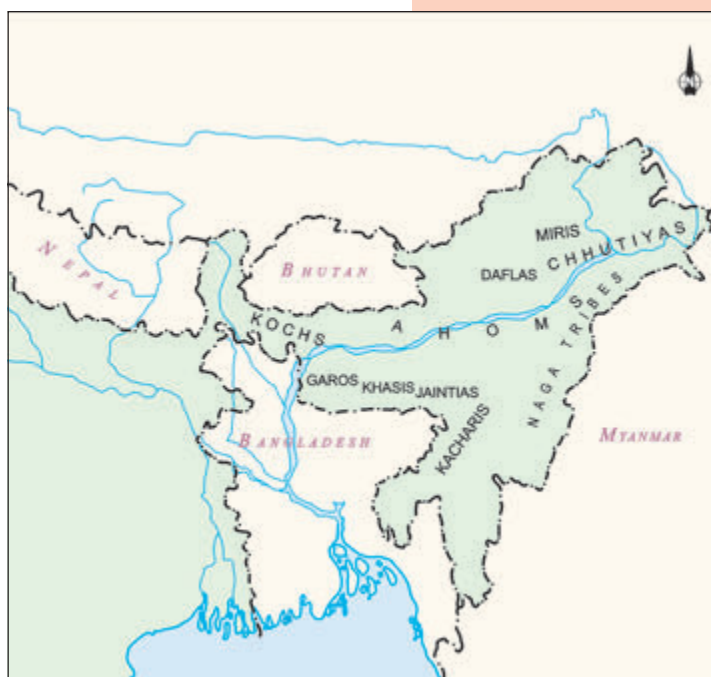 N
MIRIS
CHHUTIYAS
DAFLAS
NEPAL
BHUTAN
NAGA TRIBES
KOCHS
AHOMS
GAROS
KHASIS
JAINTIAS
BANGLADESH
KACHARIS
MYANMAR